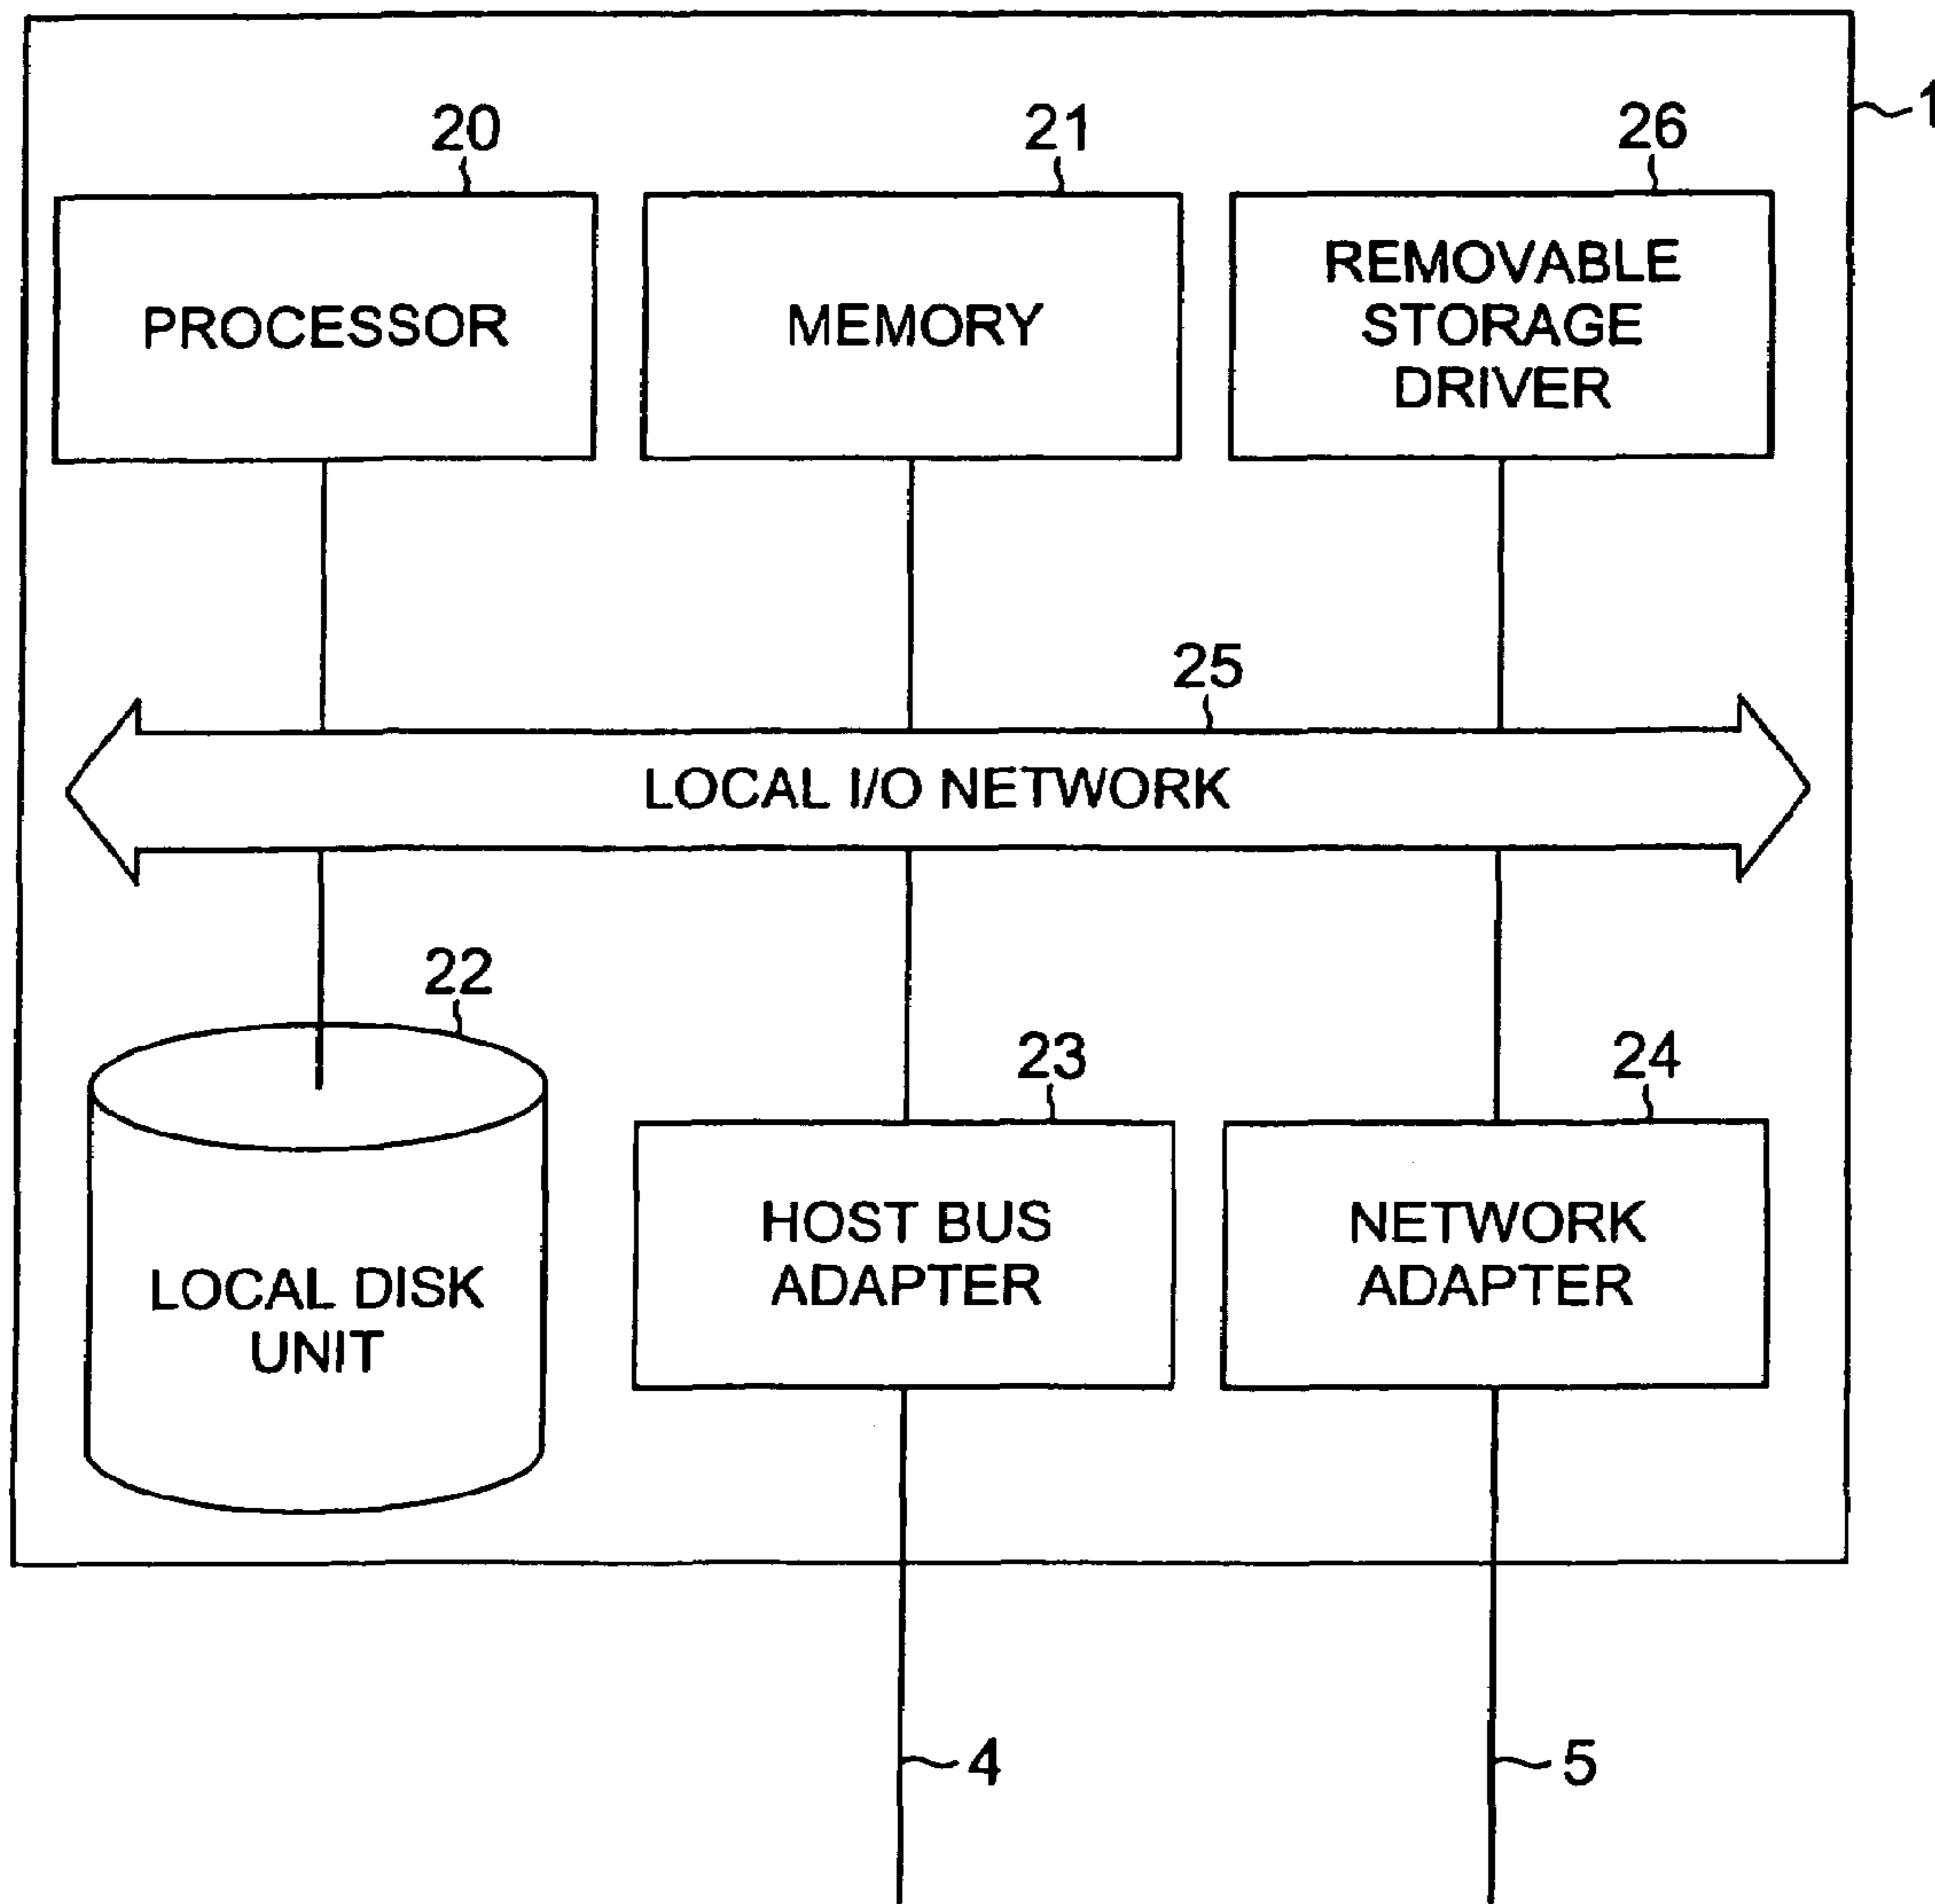 1
20
21
26
PROCESSOR
MEMORY
REMOVABLE
STORAGE
DRIVER
25
LOCAL I/O NETWORK
22
23
24
LOCAL DISK
UNIT
HOST BUS
ADAPTER
NETWORK
ADAPTER
4
5